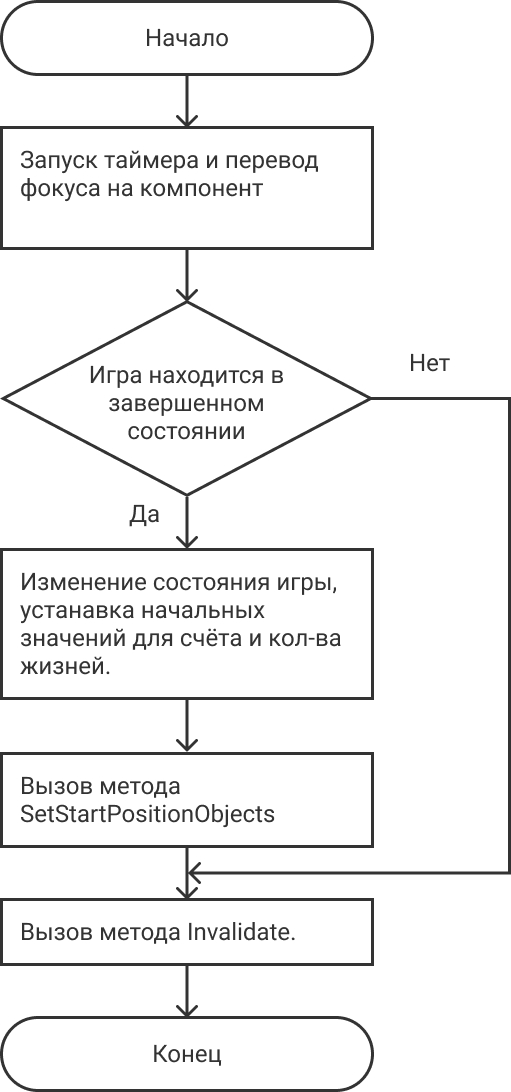 Начало
Запуск таймера и перевод
фокуса на компонент
Игра находится в
завершенном
состоянии
Нет
Да
Изменение состояния игры,
устанавка начальных
значений для счёта и кол-ва
жизней.
Вызов метода
SetStartPositionObjects
Вызов метода Invalidate.
Конец